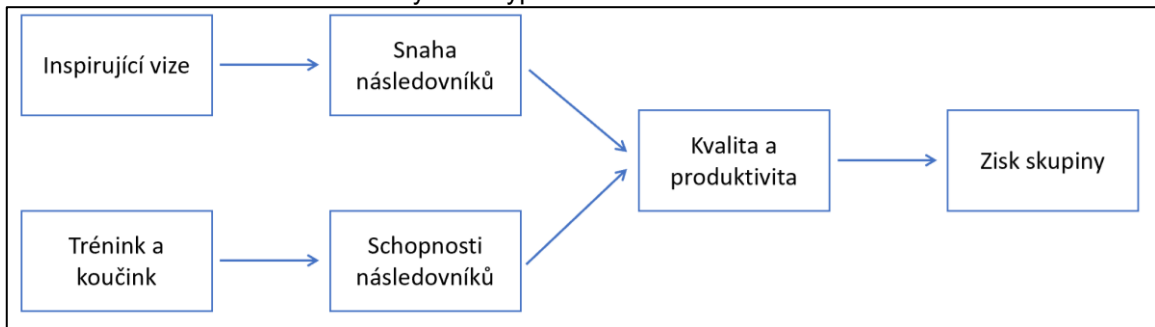 Inspirující vize
Snaha
následovníků
Kvalita a
produktivita
Zisk skupiny
Trénink a
koučink
Schopnosti
následovníků